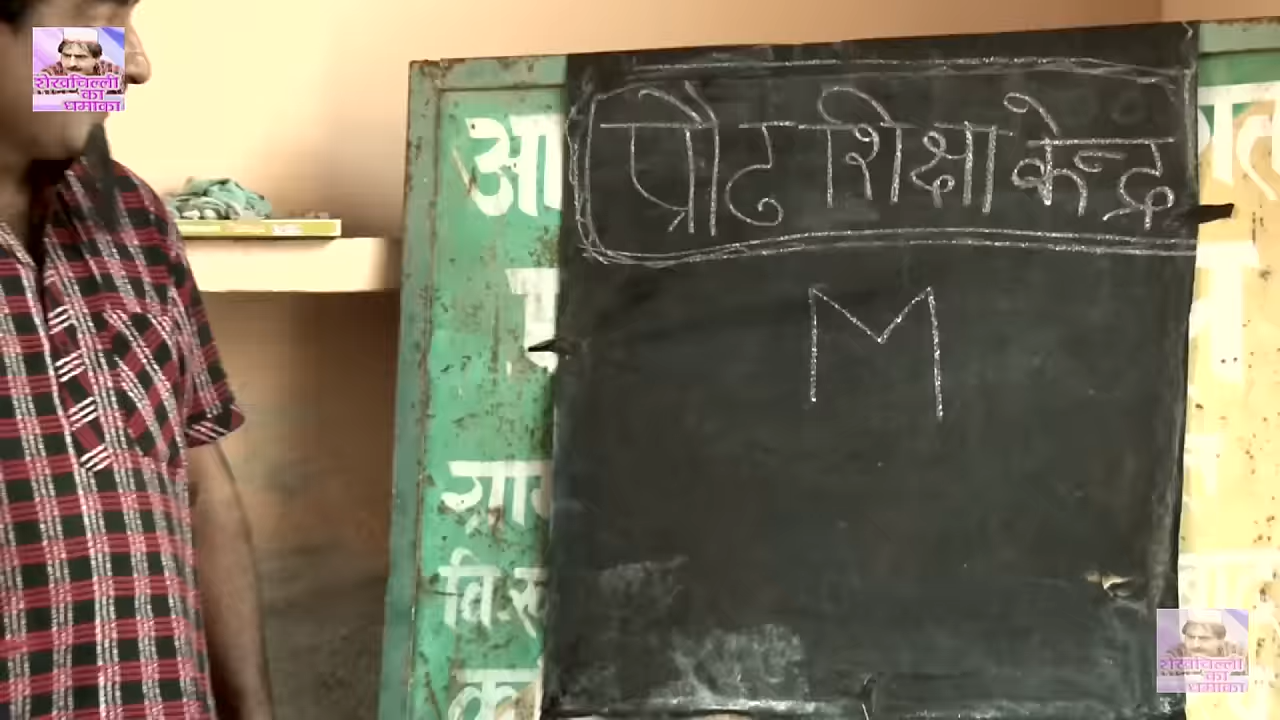 शेखचिल्ली
का
धमाका
प्रौढ शिक्षा केन्द्र
M
आ
ग्रा
वि.
क
शेखचिल्ली
का
धमाका